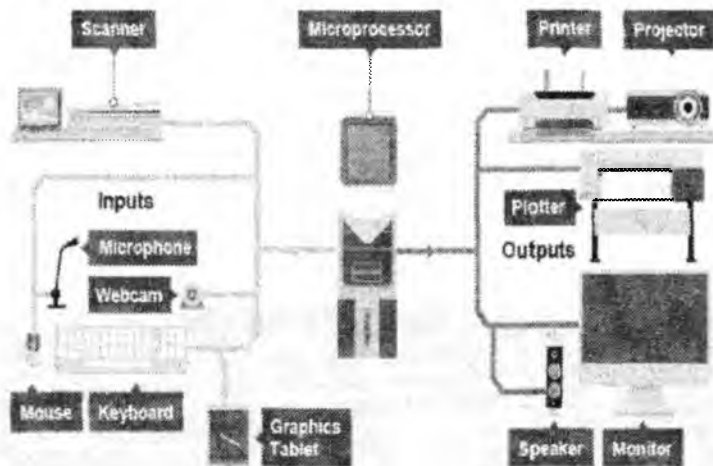 Scanner
Microprocessor
Printer
Projector
Inputs
Microphone
Webcam
Plotter
Outputs
Mouse
Keyboard
Graphics
Tablet
Speaker
Monitor